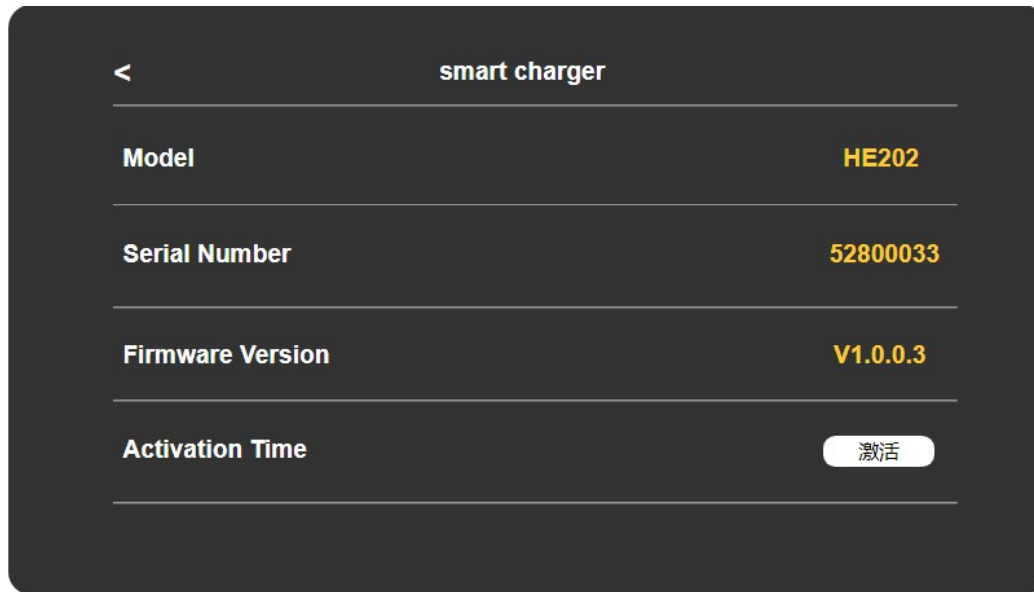 < smart charger
Model HE202
Serial Number 52800033
Firmware Version V1.0.0.3
Activation Time 激活